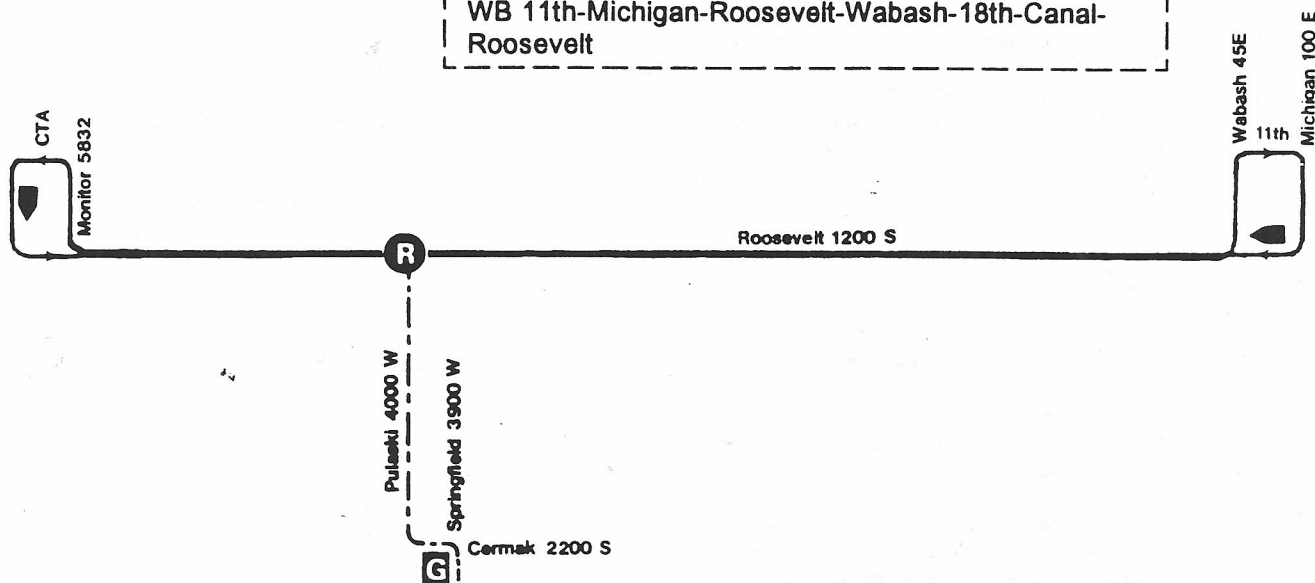 WB 11th-Michigan-Roosevelt-Wabash-18th-Canal-
Roosevelt
CTA
Monitor 5832
Wabash 45E
11th
Michigan 100 E
R
Roosevelt 1200 S
Pulaski 4000 W
Springfield 3900 W
Cermak 2200 S
G